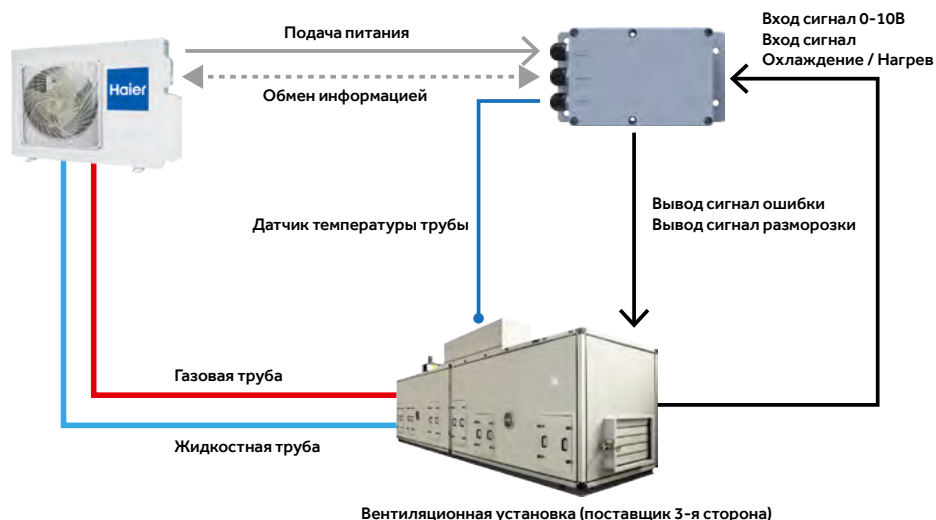 Подача питания
Вход сигнал 0-10В
Вход сигнал
Охлаждение / Нагрев
Haier
Обмен информацией
Датчик температуры трубы
Вывод сигнал ошибки
Вывод сигнал разморозки
Газовая труба
Жидкостная труба
Вентиляционная установка (поставщик 3-я сторона)